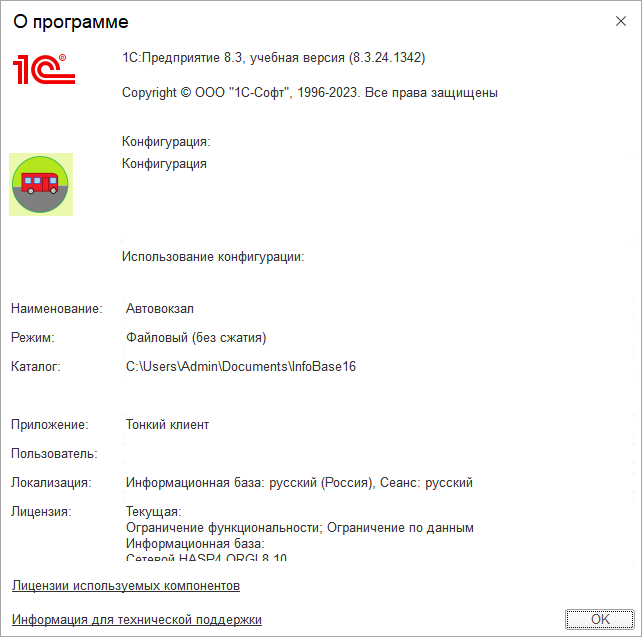 О программе
1С®
1С:Предприятие 8.3, учебная версия (8.3.24.1342)
Copyright © ООО "1С-Софт", 1996-2023. Все права защищены
Конфигурация:
Конфигурация
Использование конфигурации:
Наименование: Автовокзал
Режим: Файловый (без сжатия)
Каталог: C:\Users\Admin\Documents\InfoBase16
Приложение: Тонкий клиент
Пользователь:
Локализация: Информационная база: русский (Россия), Сеанс: русский
Лицензия: Текущая:
Ограничение функциональности; Ограничение по данным
Информационная база:
Сетевой HASP4 ORGL8 10
Лицензии используемых компонентов
Информация для технической поддержки
OK